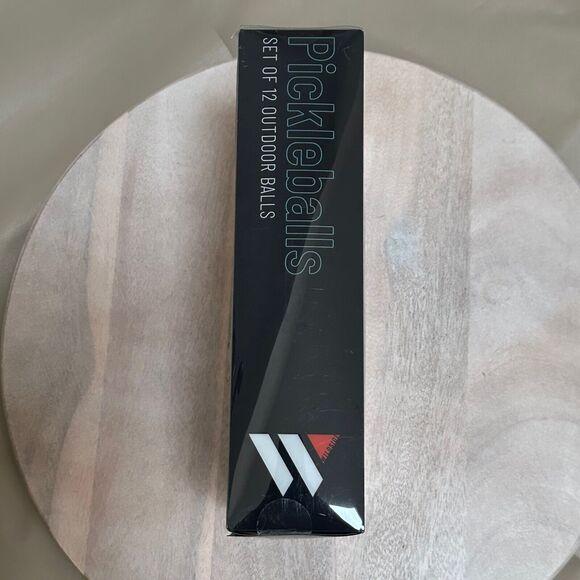 Pickleballs
SET OF 12 OUTDOOR BALLS